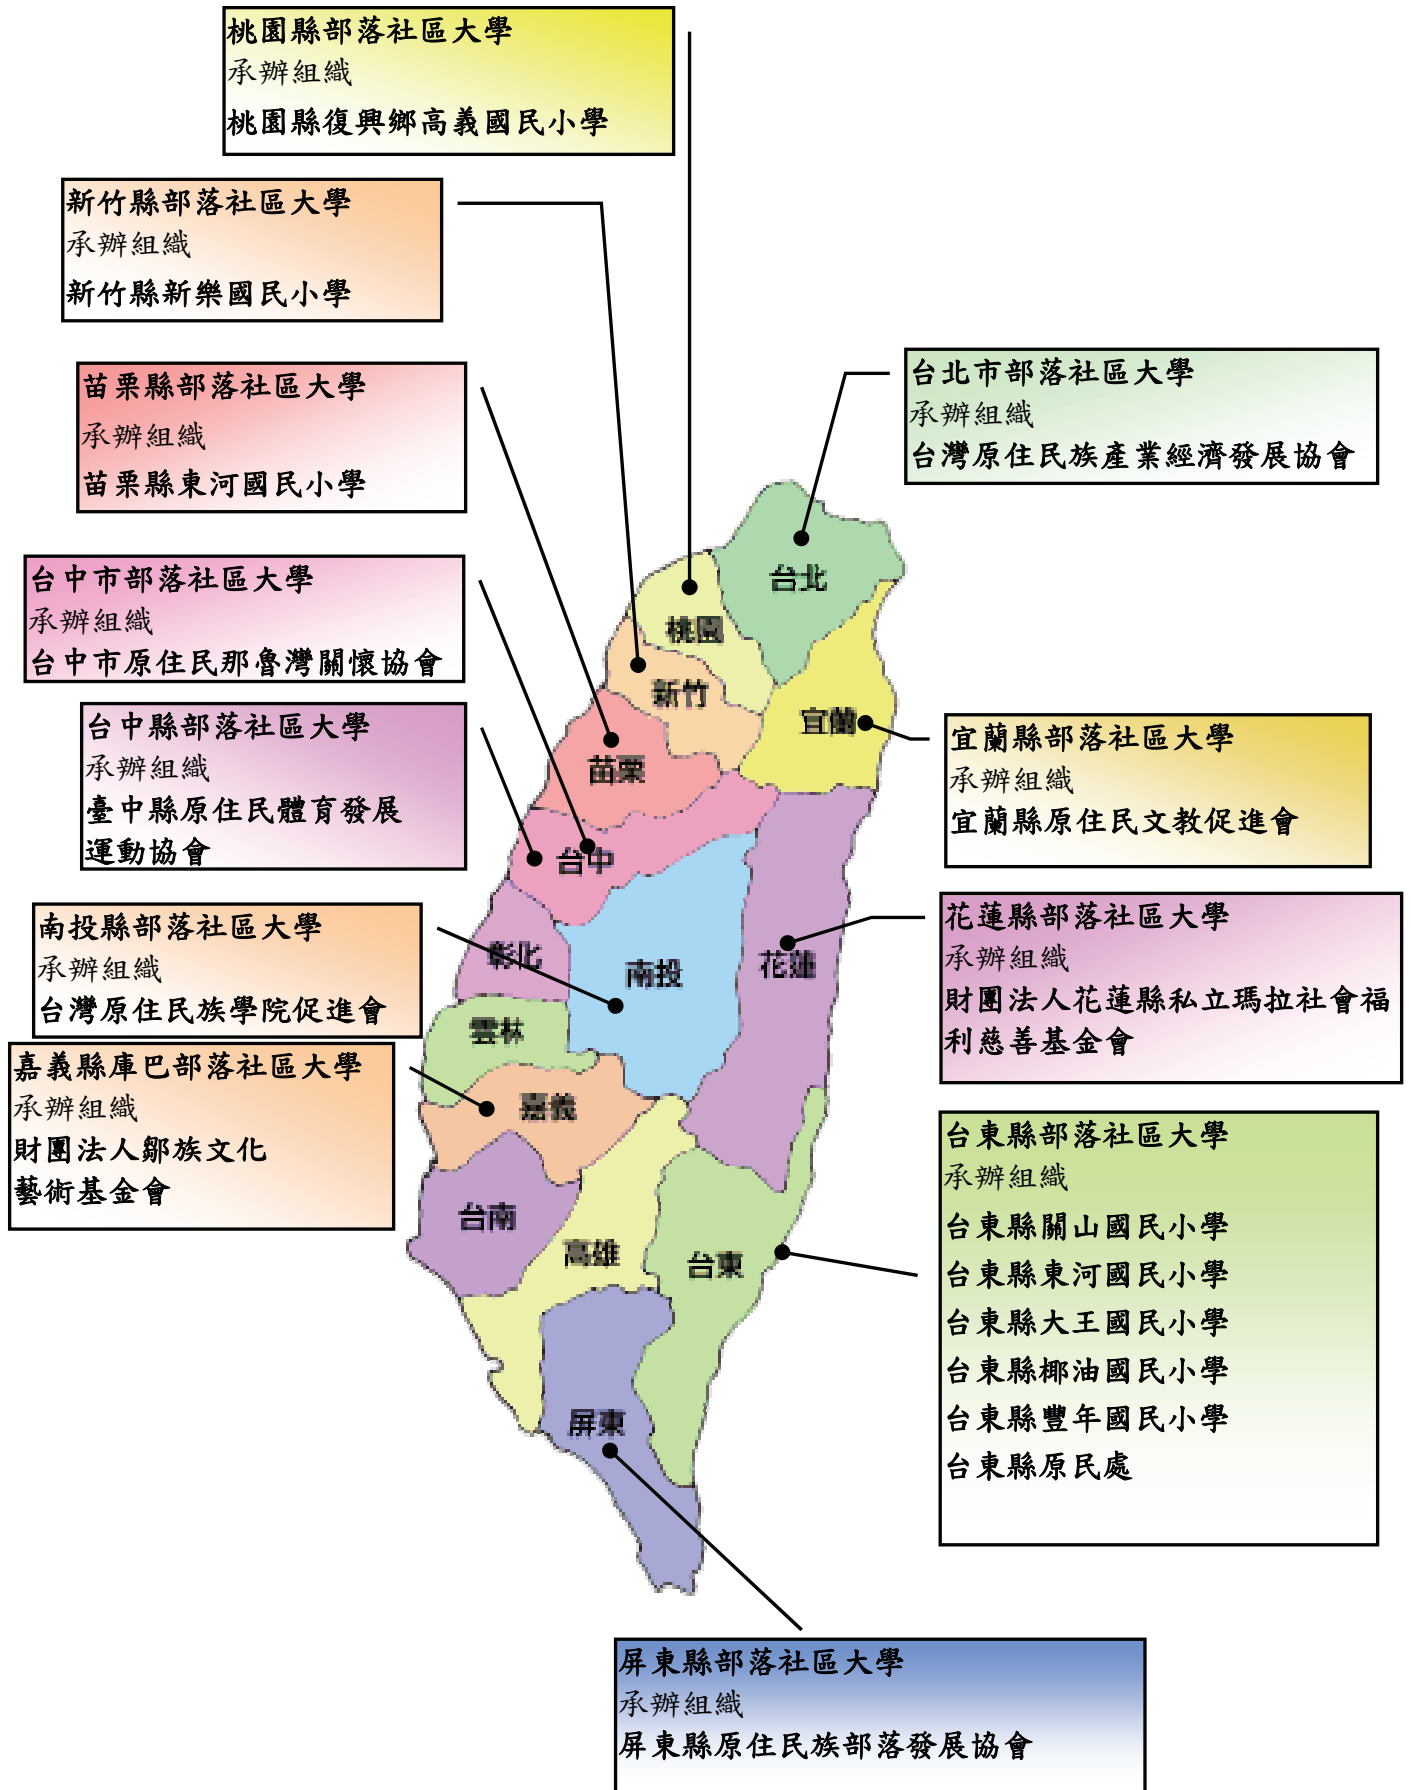 桃園縣部落社區大學
承辦組織
桃園縣復興鄉高義國民小學
新竹縣部落社區大學
承辦組織
新竹縣新樂國民小學
苗栗縣部落社區大學
承辦組織
苗栗縣東河國民小學
台中市部落社區大學
承辦組織
台中市原住民那魯灣關懷協會
台中縣部落社區大學
承辦組織
臺中縣原住民體育發展
運動協會
南投縣部落社區大學
承辦組織
台灣原住民族學院促進會
嘉義縣庫巴部落社區大學
承辦組織
財團法人鄒族文化
藝術基金會
台北市部落社區大學
承辦組織
台灣原住民族產業經濟發展協會
宜蘭縣部落社區大學
承辦組織
宜蘭縣原住民文教促進會
花蓮縣部落社區大學
承辦組織
財團法人花蓮縣私立瑪拉社會福
利慈善基金會
台東縣部落社區大學
承辦組織
台東縣關山國民小學
台東縣東河國民小學
台東縣大王國民小學
台東縣椰油國民小學
台東縣豐年國民小學
台東縣原民處
屏東縣部落社區大學
承辦組織
屏東縣原住民族部落發展協會
台北
桃園
新竹
宜蘭
苗栗
台中
彰化
南投
花蓮
雲林
嘉義
台南
高雄
台東
屏東